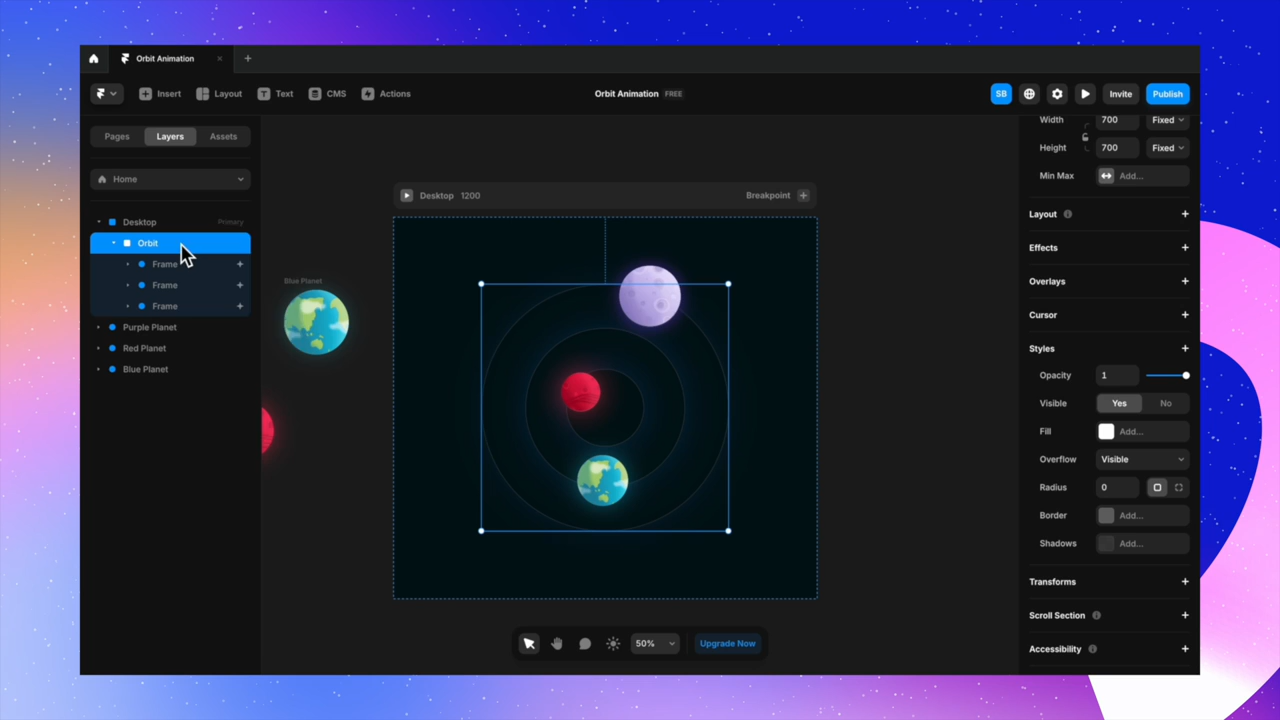 Orbit Animation
Insert Layout Text CMS Actions
Orbit Animation FREE
SB Invite Publish
Pages Layers Assets
Home
Desktop Primary
Orbit
Frame
Frame
Frame
Purple Planet
Red Planet
Blue Planet
Blue Planet
Desktop 1200 Breakpoint
50% Upgrade Now
Width 700 Fixed
Height 700 Fixed
Min Max Add...
Layout
Effects
Overlays
Cursor
Styles
Opacity 1
Visible Yes No
Fill Add...
Overflow Visible
Radius 0
Border Add...
Shadows Add...
Transforms
Scroll Section
Accessibility